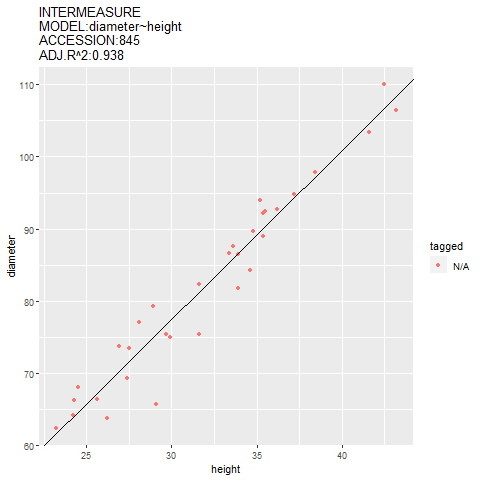 INTERMEASURE
MODEL:diameter~height
ACCESSION:845
ADJ.R^2:0.938
110
100
90
80
70
60
diameter
25
30
35
40
height
tagged
N/A